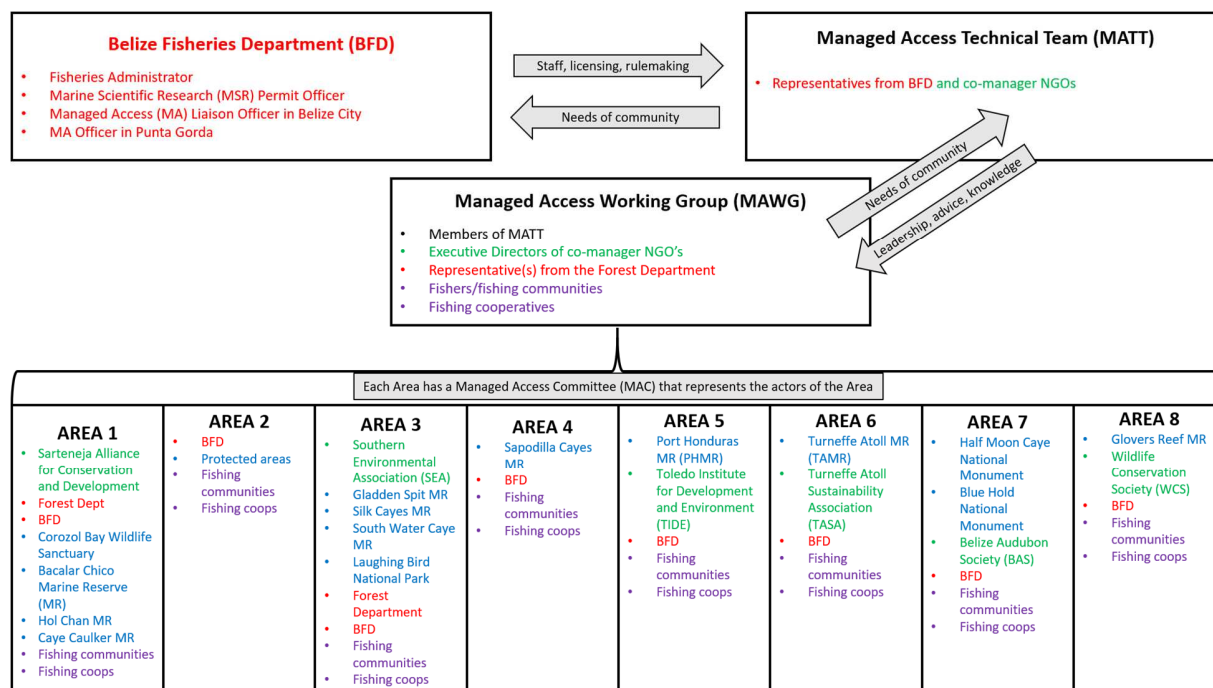 Belize Fisheries Department (BFD)
• Fisheries Administrator
• Marine Scientific Research (MSR) Permit Officer
• Managed Access (MA) Liaison Officer in Belize City
• MA Officer in Punta Gorda
Staff, licensing, rulemaking
Needs of community
Managed Access Technical Team (MATT)
• Representatives from BFD and co-manager NGOs
Needs of community
Leadership, advice, knowledge
Managed Access Working Group (MAWG)
• Members of MATT
• Executive Directors of co-manager NGO's
• Representative(s) from the Forest Department
• Fishers/fishing communities
• Fishing cooperatives
Each Area has a Managed Access Committee (MAC) that represents the actors of the Area
AREA 1
• Sarteneja Alliance
for Conservation
and Development
• Forest Dept
• BFD
• Corozol Bay Wildlife
Sanctuary
• Bacalar Chico
Marine Reserve
(MR)
• Hol Chan MR
• Caye Caulker MR
• Fishing communities
• Fishing coops
AREA 2
• BFD
• Protected areas
• Fishing
communities
• Fishing coops
AREA 3
• Southern
Environmental
Association (SEA)
• Gladden Spit MR
• Silk Cayes MR
• South Water Caye
MR
• Laughing Bird
National Park
• Forest
Department
• BFD
• Fishing
communities
• Fishing coops
AREA 4
• Sapodilla Cayes
MR
• BFD
• Fishing
communities
• Fishing coops
AREA 5
• Port Honduras
MR (PHMR)
• Toledo Institute
for Development
and Environment
(TIDE)
• BFD
• Fishing
communities
• Fishing coops
AREA 6
• Turneffe Atoll MR
(TAMR)
• Turneffe Atoll
Sustainability
Association
(TASA)
• BFD
• Fishing
communities
• Fishing coops
AREA 7
• Half Moon Caye
National
Monument
• Blue Hold
National
Monument
• Belize Audubon
Society (BAS)
• BFD
• Fishing
communities
• Fishing coops
AREA 8
• Glovers Reef MR
• Wildlife
Conservation
Society (WCS)
• BFD
• Fishing
communities
• Fishing coops